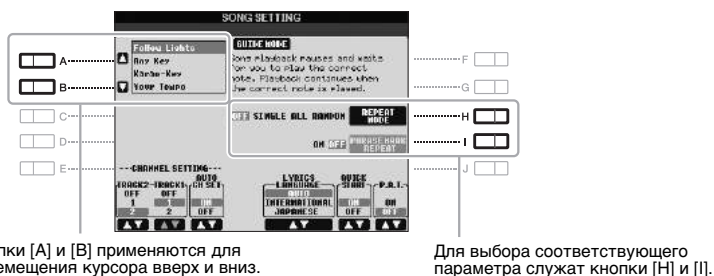 SONG SETTING
Follow Lights
Any Key
Karao-Key
Your Tempo
GUIDE MODE
Song playback pauses and waits
for you to play the correct
note. Playback continues when
the correct note is played.
A
B
C
D
E
F
G
H
I
J
OFF SINGLE ALL RANDOM REPEAT MODE
ON OFF PHRASE MARK REPEAT
---CHANNEL SETTING---
TRACK2 TRACK1 AUTO CH SET
OFF OFF
1 1 ON
2 2 OFF
LYRICS LANGUAGE
AUTO
INTERNATIONAL
JAPANESE
QUICK START
ON
OFF
P.A.T.
ON
OFF
пки [A] и [B] применяются для
емещения курсора вверх и вниз.
Для выбора соответствующего
параметра служат кнопки [H] и [I].